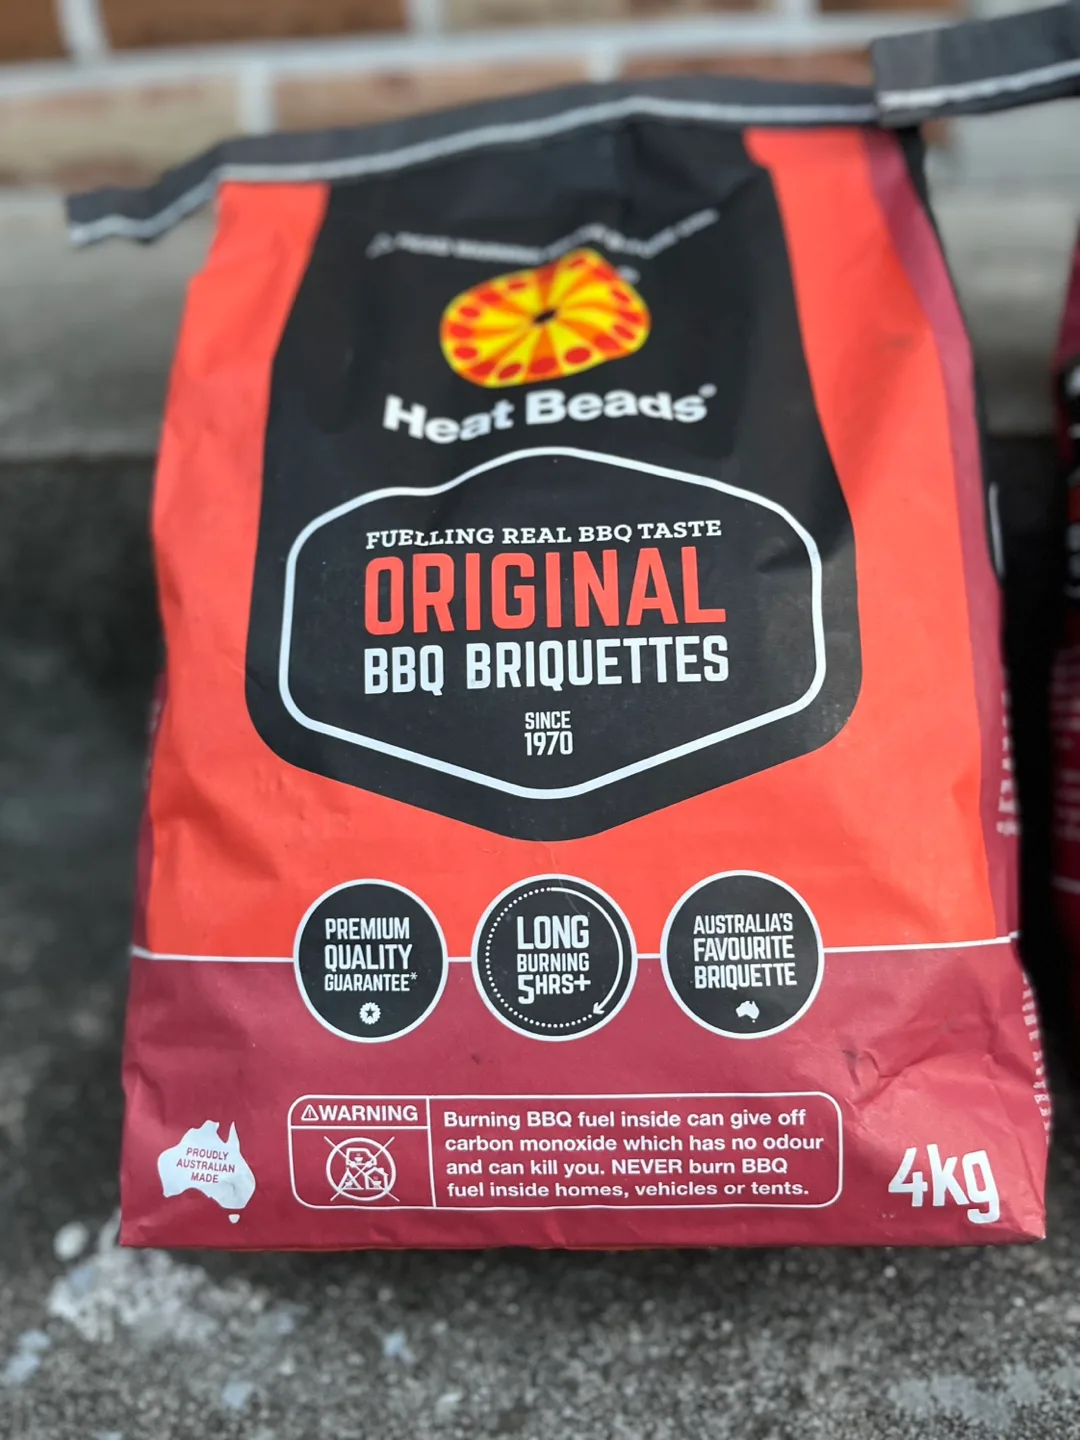 Heat Beads®
FUELLING REAL BBQ TASTE
ORIGINAL
BBQ BRIQUETTES
SINCE
1970
PREMIUM
QUALITY
GUARANTEE*
LONG
BURNING
5HRS+
AUSTRALIA'S
FAVOURITE
BRIQUETTE
PROUDLY
AUSTRALIAN
MADE
⚠WARNING
Burning BBQ fuel inside can give off
carbon monoxide which has no odour
and can kill you. NEVER burn BBQ
fuel inside homes, vehicles or tents.
4kg